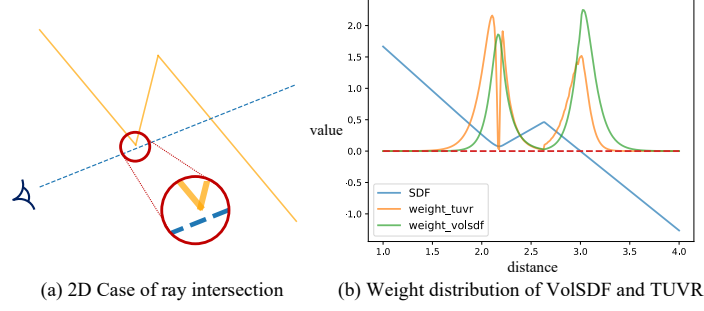 2.0
1.5
1.0
value
0.5
0.0
-0.5
-1.0
SDF
weight_tuvr
weight_volsdf
1.0 1.5 2.0 2.5 3.0 3.5 4.0
distance
(a) 2D Case of ray intersection
(b) Weight distribution of VolSDF and TUVR